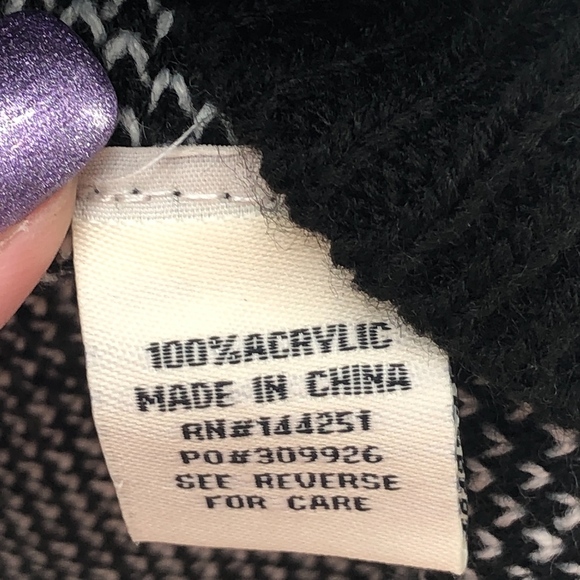 100%ACRYLIC
MADE IN CHINA
RN#144251
PO#309926
SEE REVERSE
FOR CARE